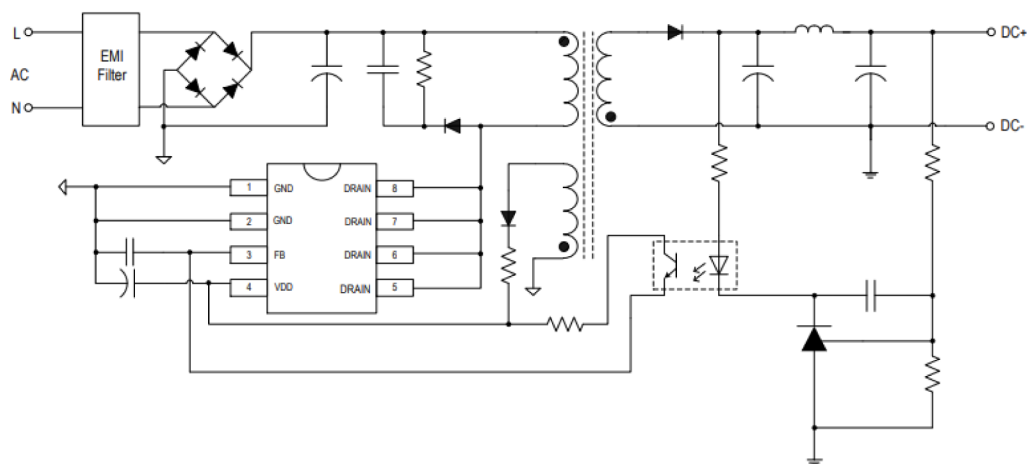 L
AC
N
EMI
Filter
DC+
DC-
1 GND DRAIN 8
2 GND DRAIN 7
3 FB DRAIN 6
4 VDD DRAIN 5